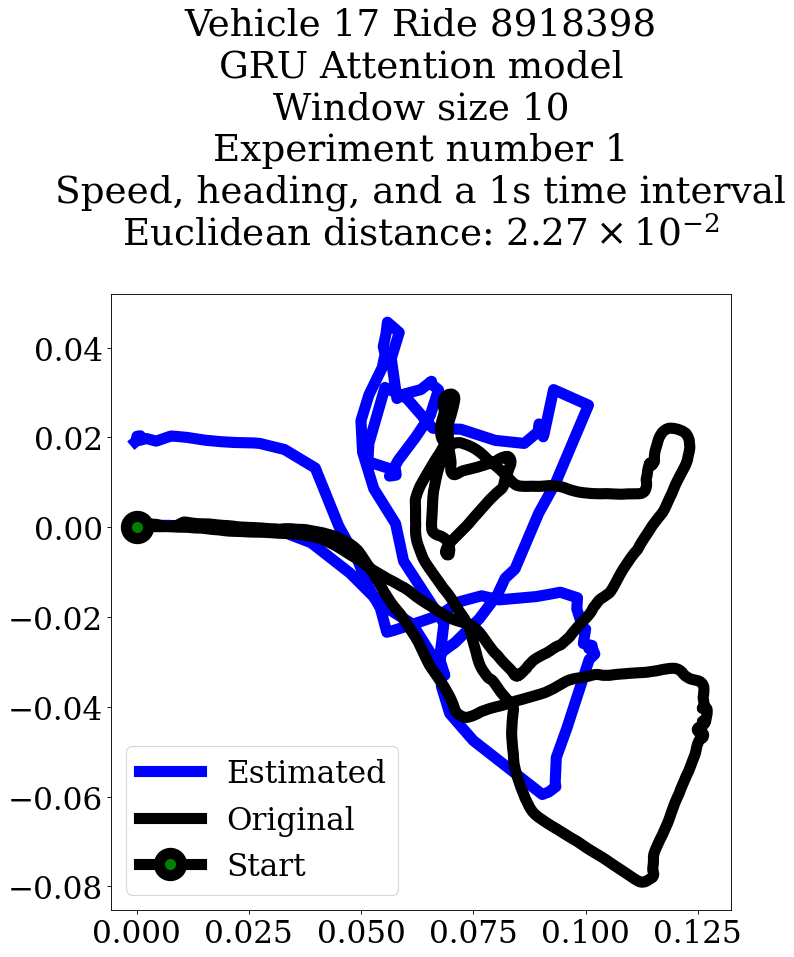 Vehicle 17 Ride 8918398
GRU Attention model
Window size 10
Experiment number 1
Speed, heading, and a 1s time interval
Euclidean distance: 2.27 × 10⁻²
0.04
0.02
0.00
−0.02
−0.04
−0.06
−0.08
Estimated
Original
Start
0.000 0.025 0.050 0.075 0.100 0.125